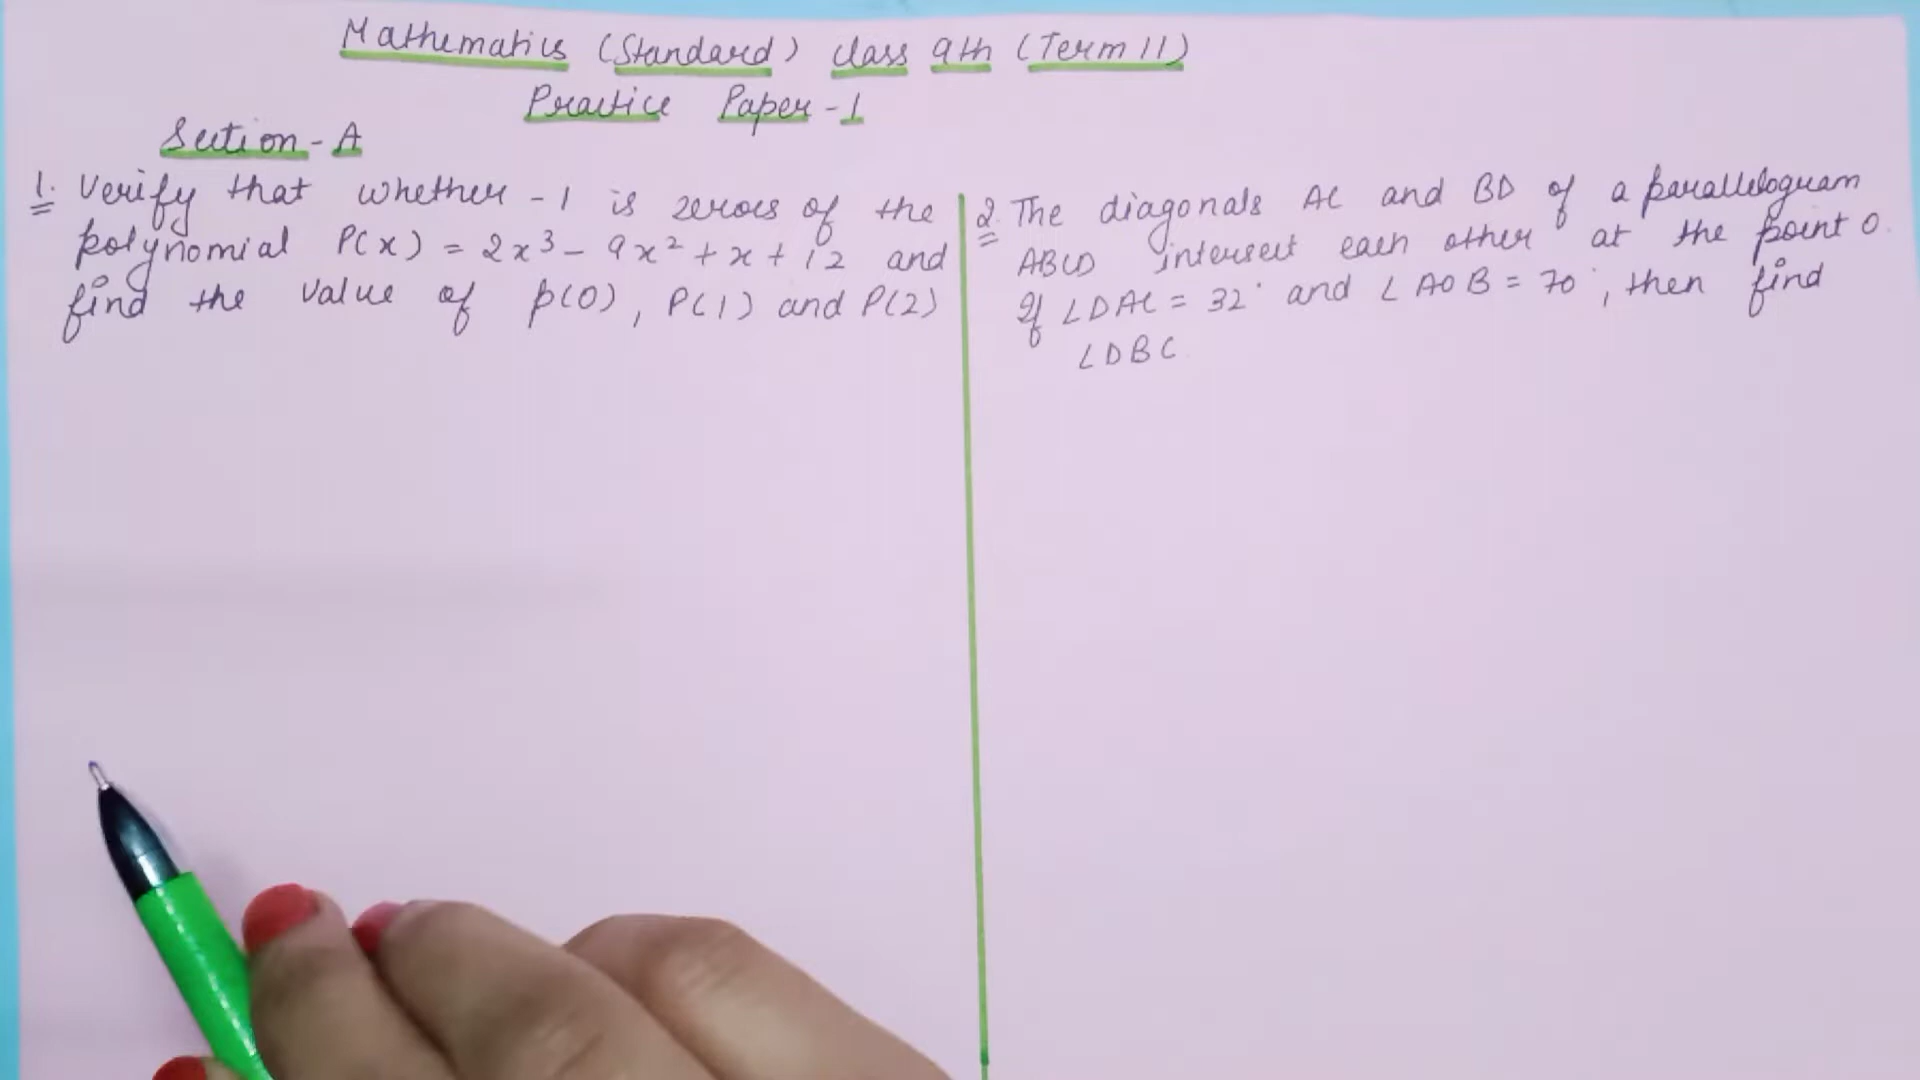 Mathematics (Standard) class 9th (Term 11)
Practice Paper - 1
Section - A
1. Verify that whether -1 is zeroes of the
polynomial P(x) = 2x³ - 9x² + x + 12 and
find the value of p(0), P(1) and P(2)
2. The diagonals AC and BD of a parallelogram
ABCD intersect each other at the point O.
If ∠DAC = 32° and ∠AOB = 70°, then find
∠DBC